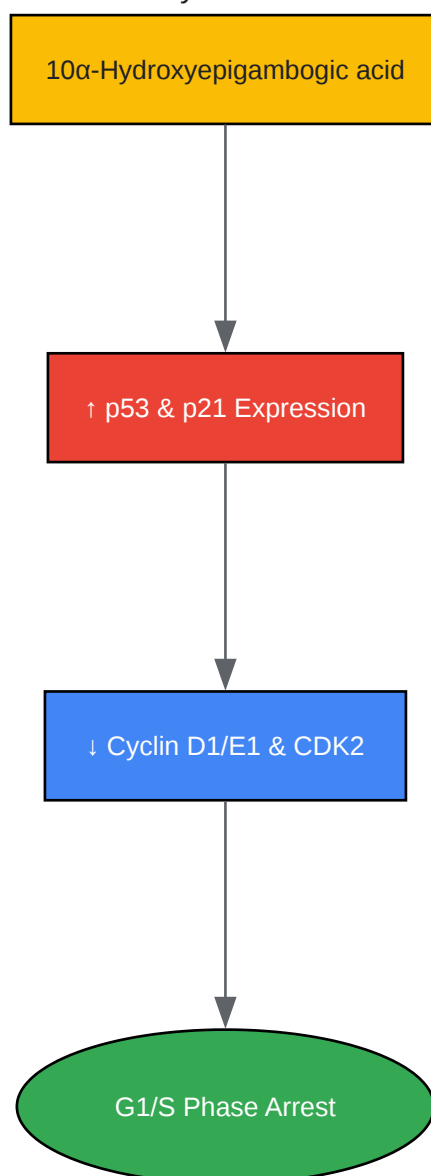 10α-Hydroxyepigambogic acid
↑ p53 & p21 Expression
↓ Cyclin D1/E1 & CDK2
G1/S Phase Arrest